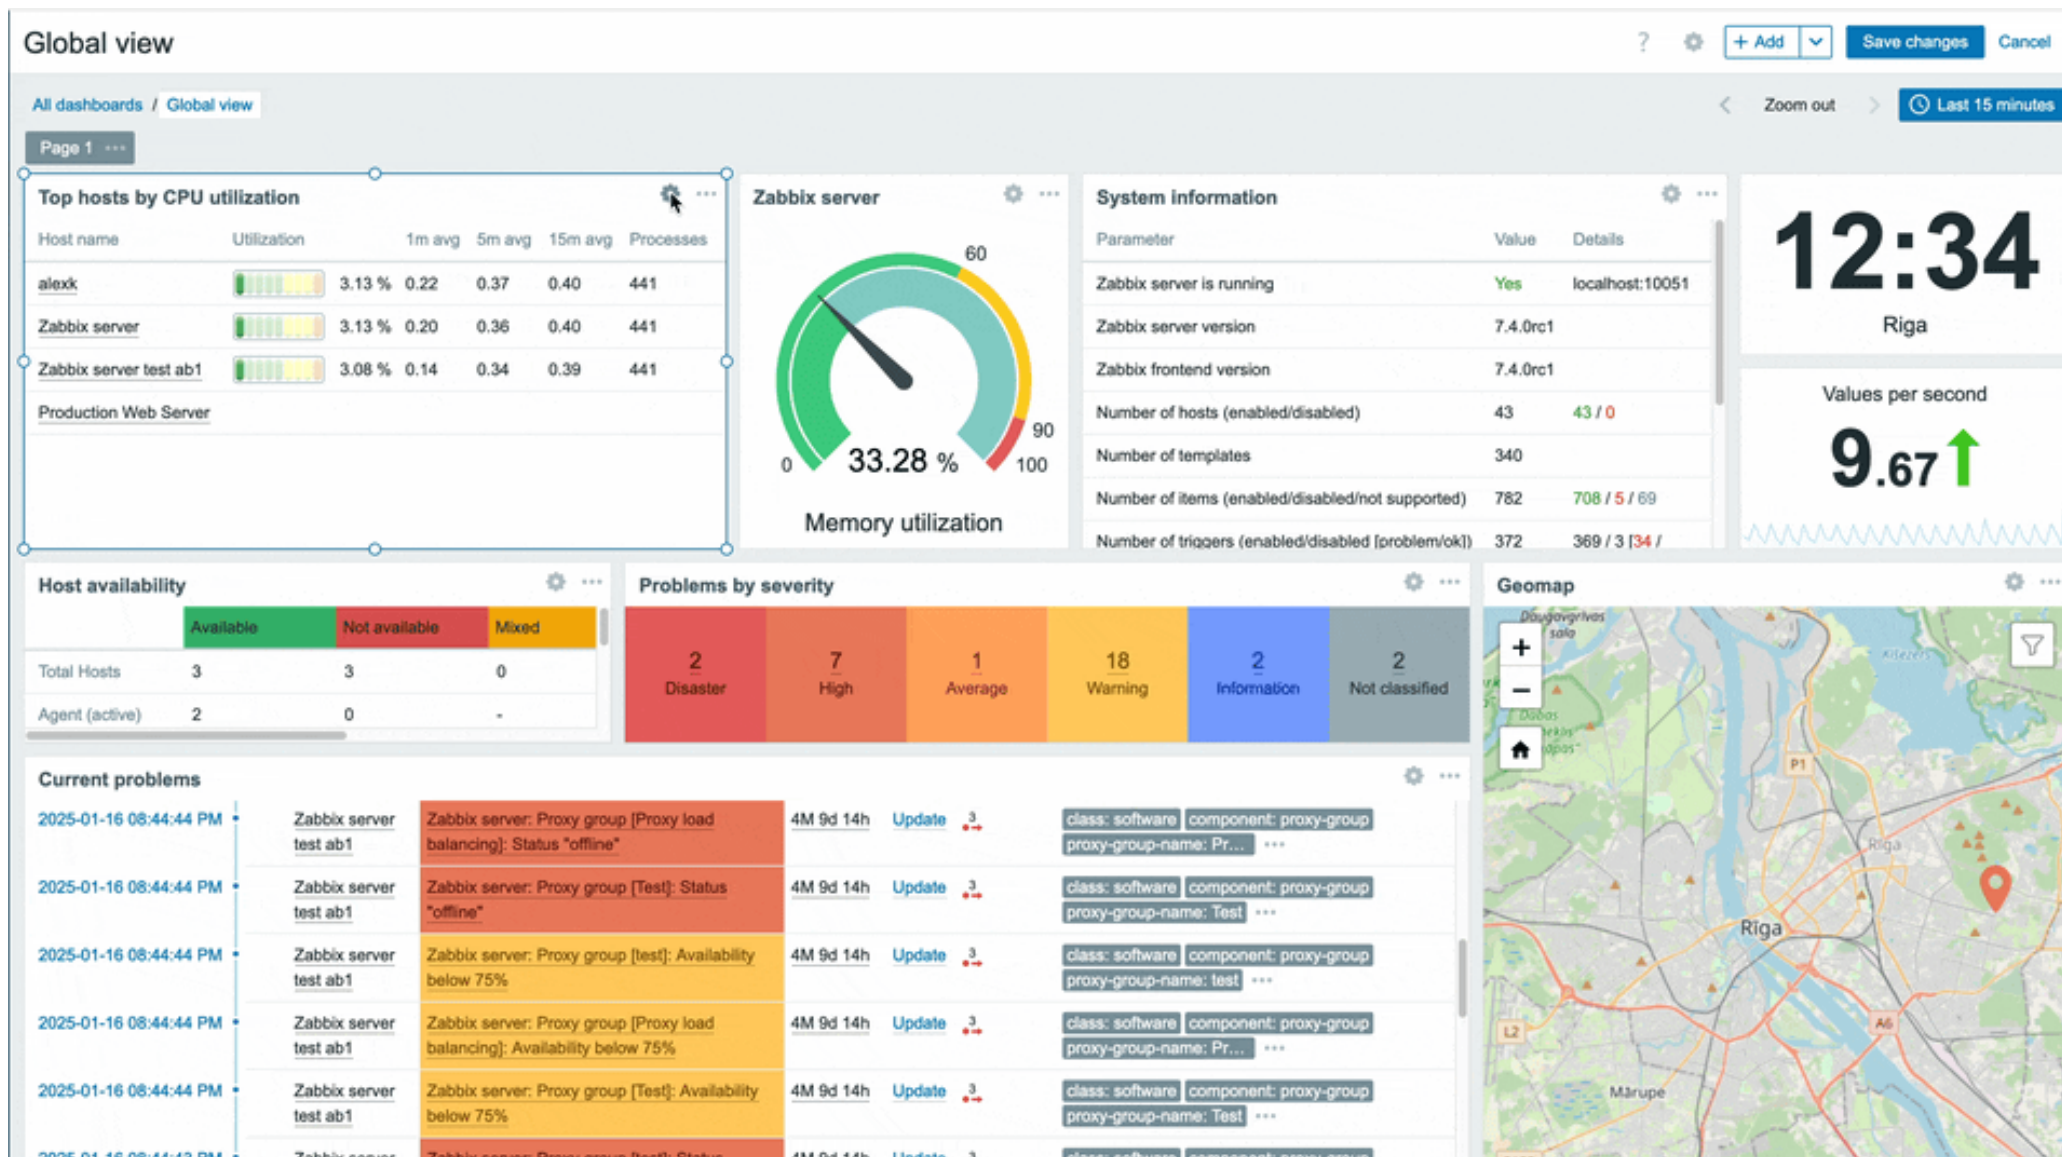 Global view
? + Add Save changes Cancel
All dashboards / Global view
Zoom out Last 15 minutes
Page 1
Top hosts by CPU utilization
Host name Utilization 1m avg 5m avg 15m avg Processes
alexk 3.13 % 0.22 0.37 0.40 441
Zabbix server 3.13 % 0.20 0.36 0.40 441
Zabbix server test ab1 3.08 % 0.14 0.34 0.39 441
Production Web Server
Zabbix server
60
90
0
100
33.28 %
Memory utilization
System information
Parameter Value Details
Zabbix server is running Yes localhost:10051
Zabbix server version 7.4.0rc1
Zabbix frontend version 7.4.0rc1
Number of hosts (enabled/disabled) 43 43 / 0
Number of templates 340
Number of items (enabled/disabled/not supported) 782 708 / 5 / 69
Number of triggers (enabled/disabled [problem/ok]) 372 369 / 3 [34 /
12:34
Riga
Values per second
9.67
Host availability
Available Not available Mixed
Total Hosts 3 3 0
Agent (active) 2 0 -
Problems by severity
2 7 1 18 2 2
Disaster High Average Warning Information Not classified
Geomap
Daugavgrīvas
sala
+
−
Ķīšezers
P1
Rīga
Rīga
A6
L2
Mārupe
Current problems
2025-01-16 08:44:44 PM Zabbix server Zabbix server: Proxy group [Proxy load 4M 9d 14h Update 3 class: software component: proxy-group
test ab1 balancing]: Status "offline" proxy-group-name: Pr...
2025-01-16 08:44:44 PM Zabbix server Zabbix server: Proxy group [Test]: Status 4M 9d 14h Update 3 class: software component: proxy-group
test ab1 "offline" proxy-group-name: Test
2025-01-16 08:44:44 PM Zabbix server Zabbix server: Proxy group [test]: Availability 4M 9d 14h Update 3 class: software component: proxy-group
test ab1 below 75% proxy-group-name: test
2025-01-16 08:44:44 PM Zabbix server Zabbix server: Proxy group [Proxy load 4M 9d 14h Update 3 class: software component: proxy-group
test ab1 balancing]: Availability below 75% proxy-group-name: Pr...
2025-01-16 08:44:44 PM Zabbix server Zabbix server: Proxy group [Test]: Availability 4M 9d 14h Update 3 class: software component: proxy-group
test ab1 below 75% proxy-group-name: Test